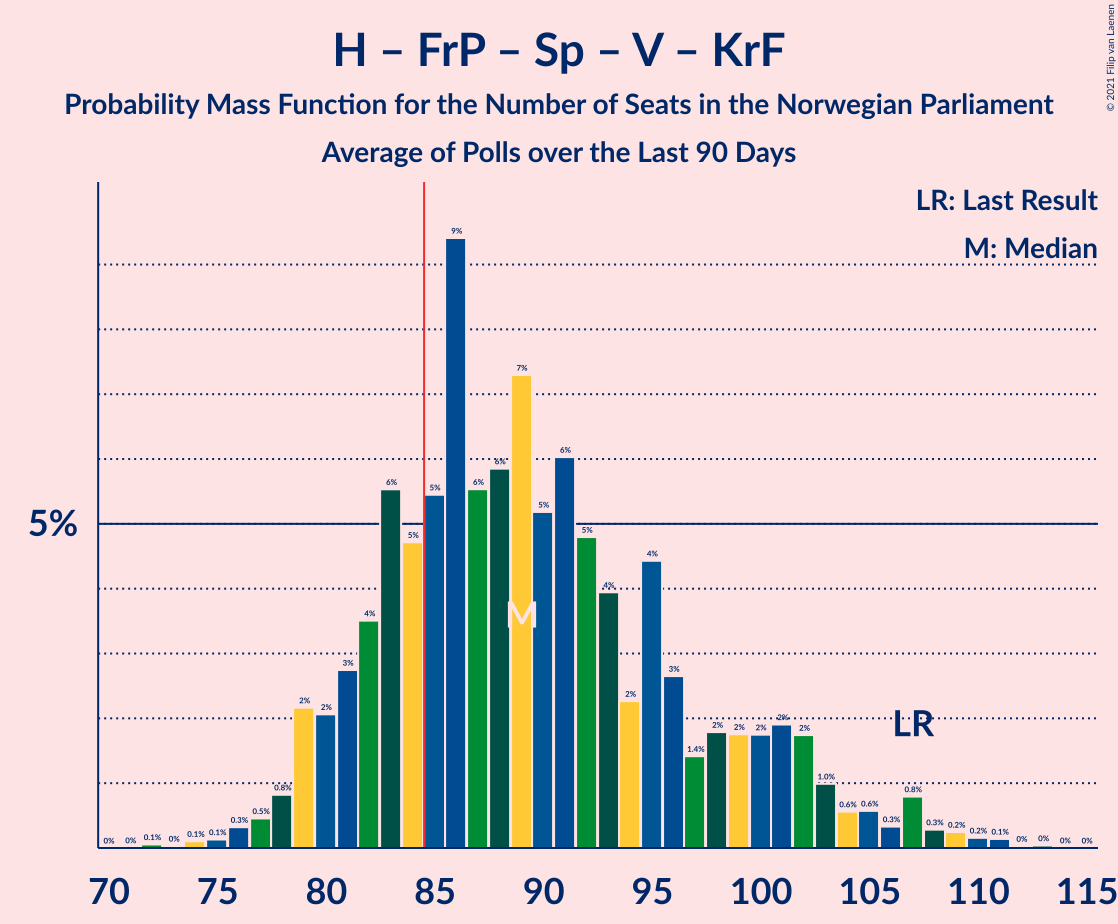 H – FrP – Sp – V – KrF
Probability Mass Function for the Number of Seats in the Norwegian Parliament
Average of Polls over the Last 90 Days
© 2021 Filip van Laenen
LR: Last Result
M: Median
5%
0% 0% 0.1% 0% 0.1% 0.1% 0.3% 0.5% 0.8% 2% 2% 3% 4% 6% 5% 5% 9% 6% 6% 7% 5% 6% 5% 4% 2% 4% 3% 1.4% 2% 2% 2% 2% 2% 1.0% 0.6% 0.6% 0.3% 0.8% 0.3% 0.2% 0.2% 0.1% 0% 0% 0% 0%
M
LR
70 75 80 85 90 95 100 105 110 115